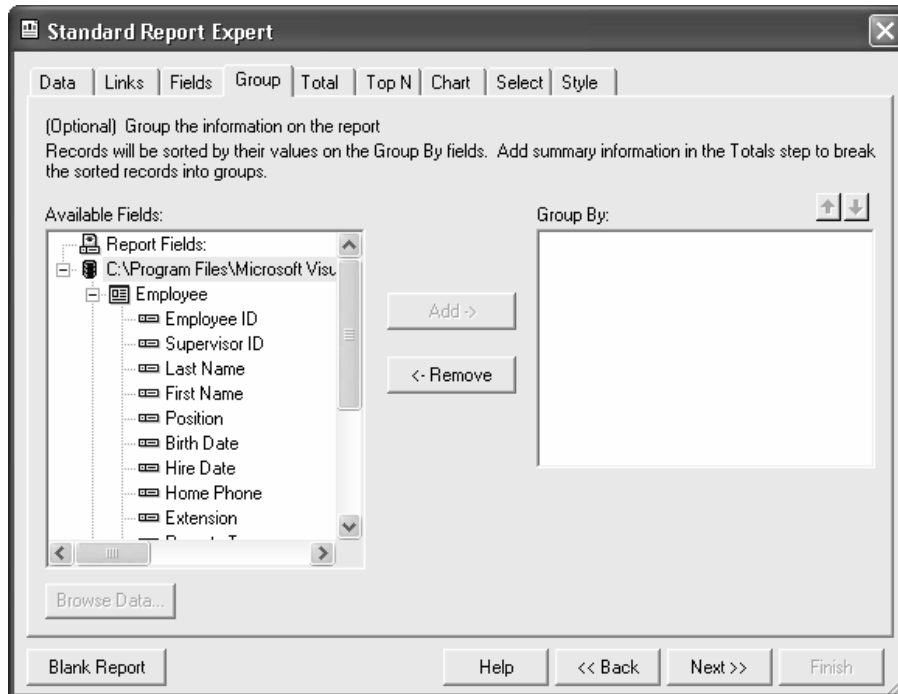 Standard Report Expert
Data Links Fields Group Total Top N Chart Select Style
(Optional) Group the information on the report
Records will be sorted by their values on the Group By fields. Add summary information in the Totals step to break
the sorted records into groups.
Available Fields:
Group By:
Report Fields:
C:\Program Files\Microsoft Visu
Employee
Employee ID
Supervisor ID
Last Name
First Name
Position
Birth Date
Hire Date
Home Phone
Extension
Add ->
<- Remove
Browse Data...
Blank Report Help << Back Next >> Finish